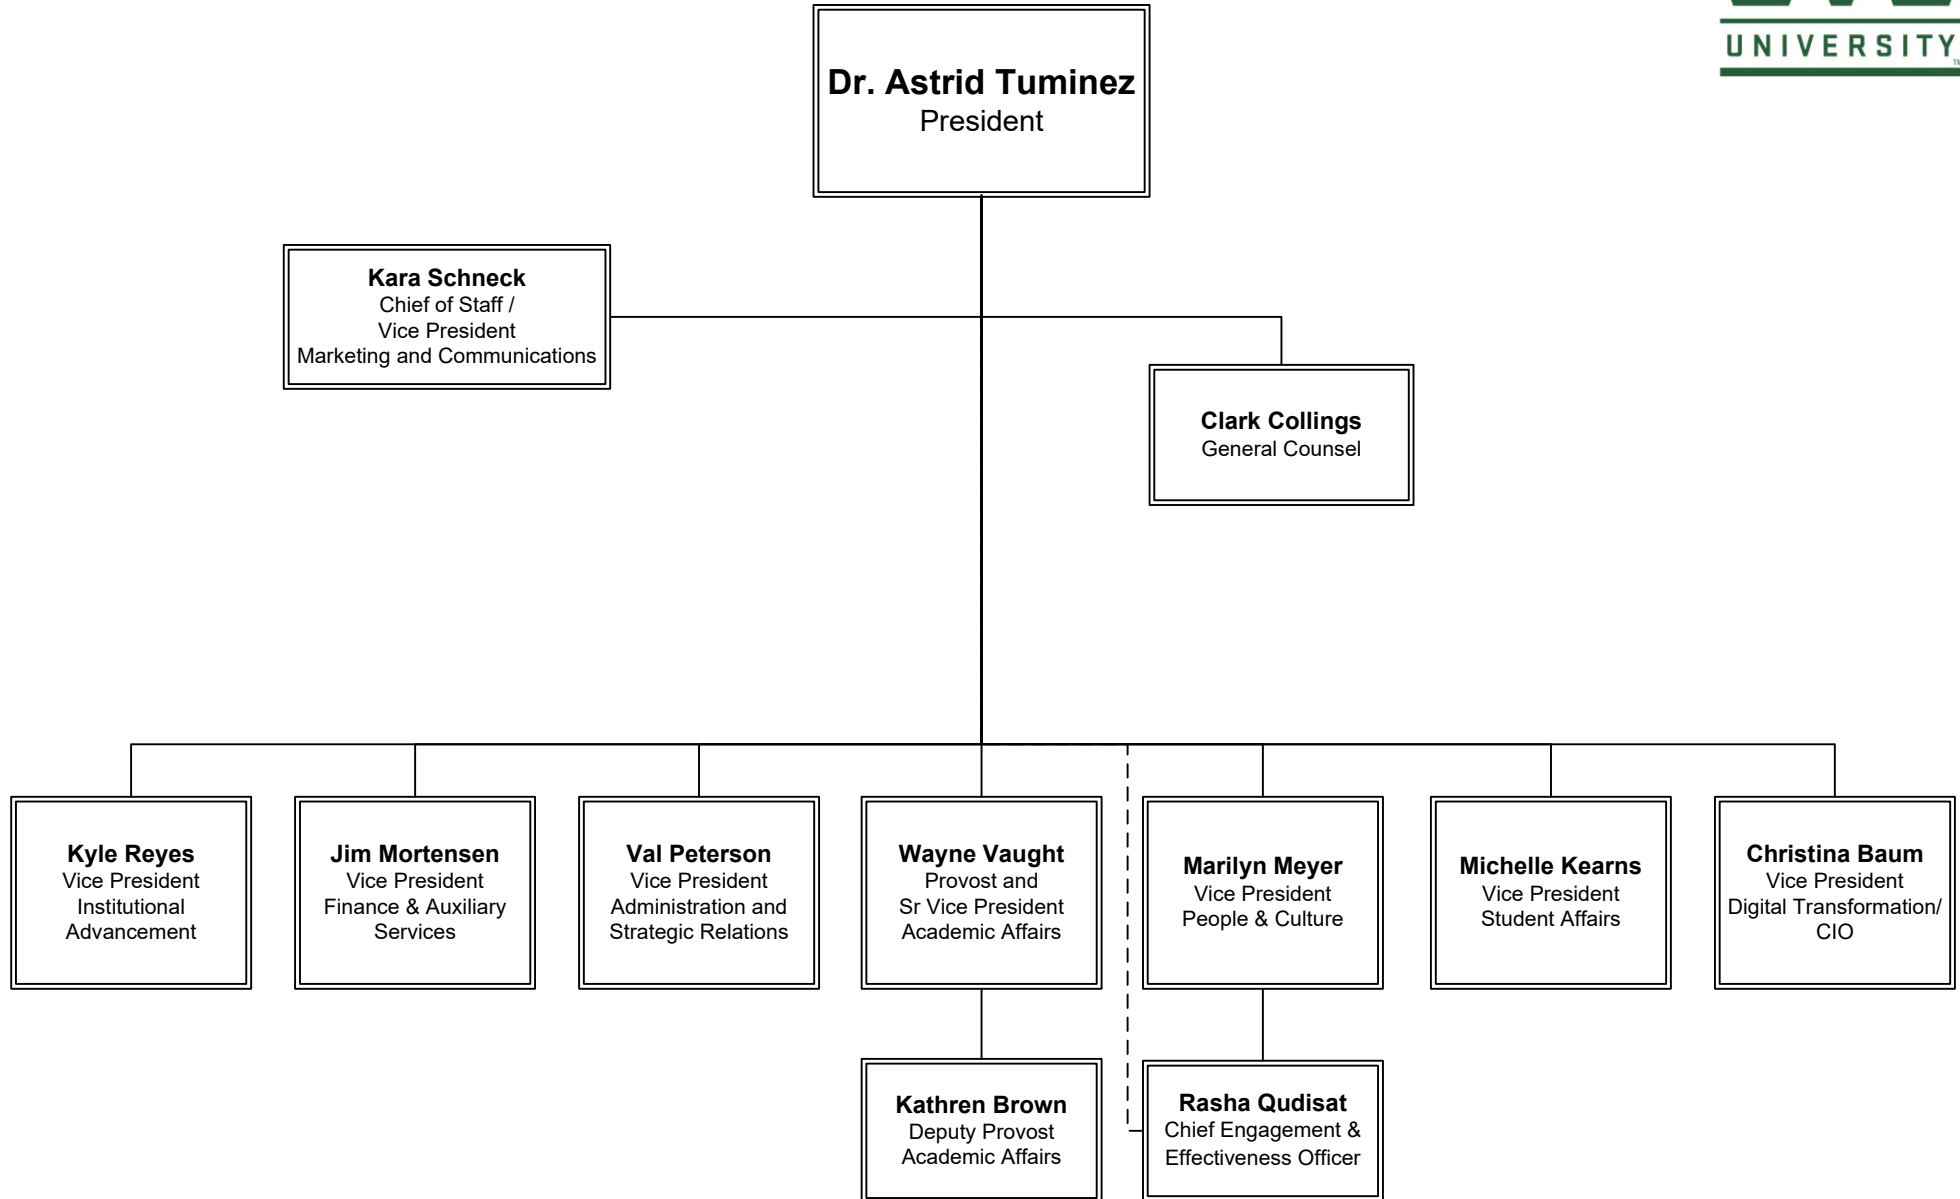 UNIVERSITY
TM
Dr. Astrid Tuminez
President
Kara Schneck
Chief of Staff /
Vice President
Marketing and Communications
Clark Collings
General Counsel
Kyle Reyes
Vice President
Institutional
Advancement
Jim Mortensen
Vice President
Finance & Auxiliary
Services
Val Peterson
Vice President
Administration and
Strategic Relations
Wayne Vaught
Provost and
Sr Vice President
Academic Affairs
Marilyn Meyer
Vice President
People & Culture
Michelle Kearns
Vice President
Student Affairs
Christina Baum
Vice President
Digital Transformation/
CIO
Kathren Brown
Deputy Provost
Academic Affairs
Rasha Qudisat
Chief Engagement &
Effectiveness Officer